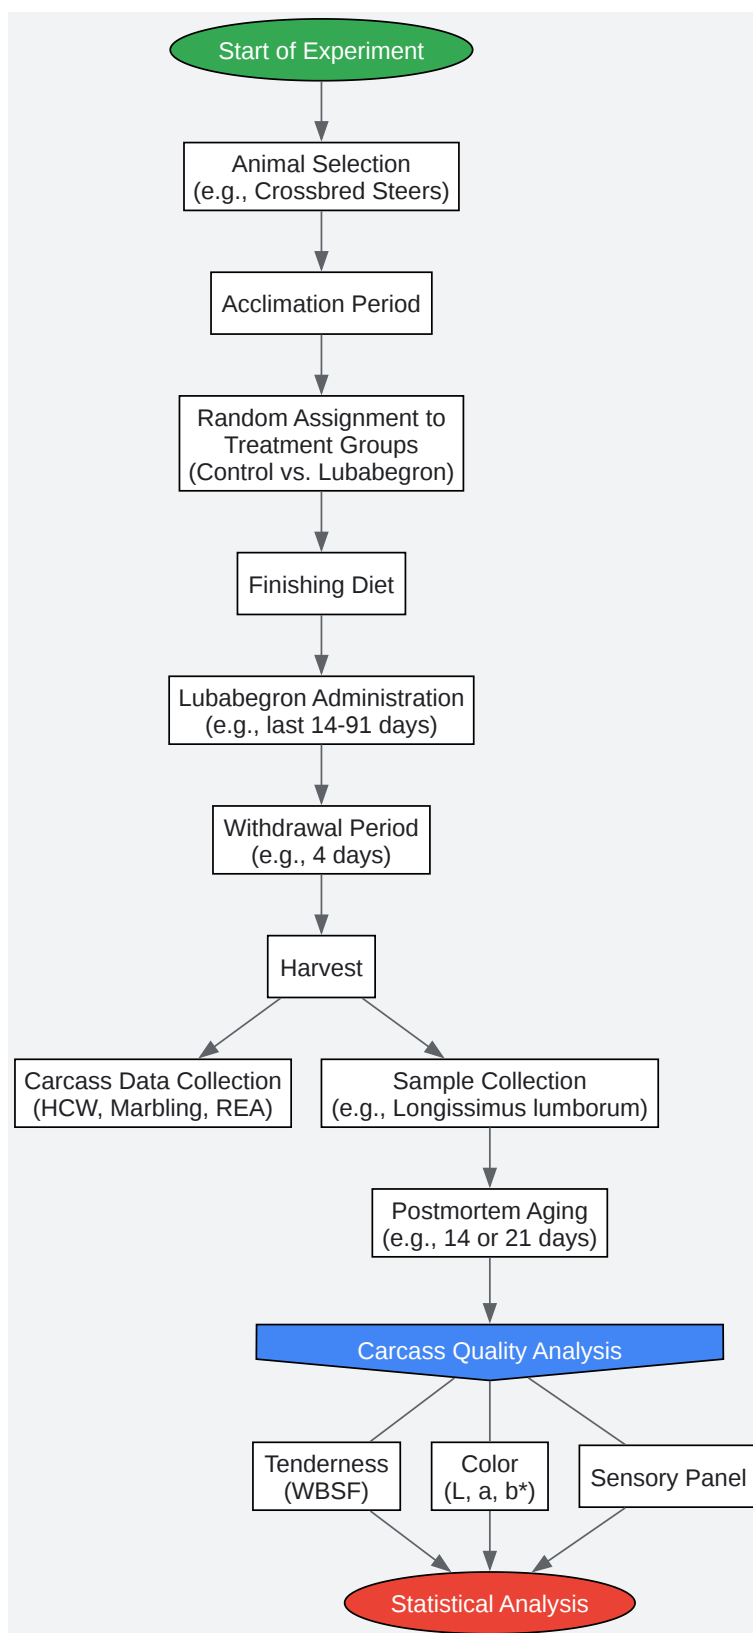 Start of Experiment
Animal Selection
(e.g., Crossbred Steers)
Acclimation Period
Random Assignment to
Treatment Groups
(Control vs. Lubabegron)
Finishing Diet
Lubabegron Administration
(e.g., last 14-91 days)
Withdrawal Period
(e.g., 4 days)
Harvest
Carcass Data Collection
(HCW, Marbling, REA)
Sample Collection
(e.g., Longissimus lumborum)
Postmortem Aging
(e.g., 14 or 21 days)
Carcass Quality Analysis
Tenderness
(WBSF)
Color
(L, a, b*)
Sensory Panel
Statistical Analysis